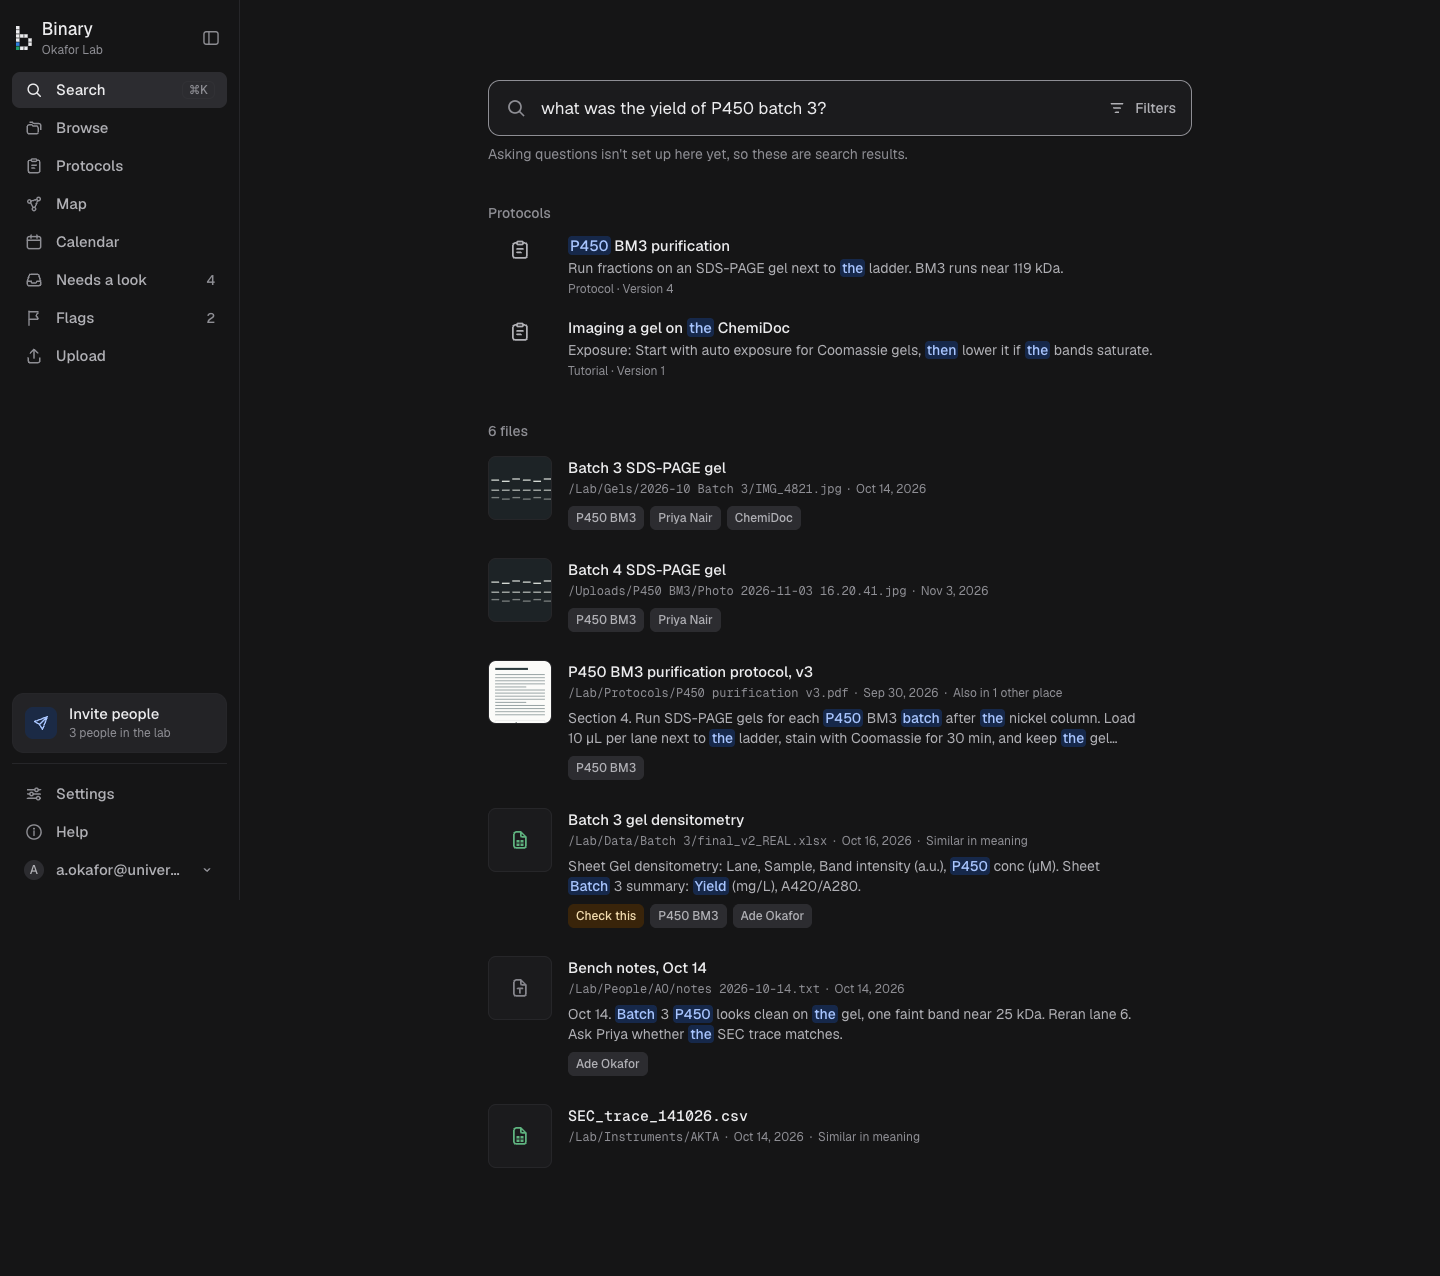 Binary
Okafor Lab
Search ⌘K
Browse
Protocols
Map
Calendar
Needs a look 4
Flags 2
Upload
Invite people
3 people in the lab
Settings
Help
A a.okafor@univer...
what was the yield of P450 batch 3? Filters
Asking questions isn't set up here yet, so these are search results.
Protocols
P450 BM3 purification
Run fractions on an SDS-PAGE gel next to the ladder. BM3 runs near 119 kDa.
Protocol · Version 4
Imaging a gel on the ChemiDoc
Exposure: Start with auto exposure for Coomassie gels, then lower it if the bands saturate.
Tutorial · Version 1
6 files
Batch 3 SDS-PAGE gel
/Lab/Gels/2026-10 Batch 3/IMG_4821.jpg · Oct 14, 2026
P450 BM3 Priya Nair ChemiDoc
Batch 4 SDS-PAGE gel
/Uploads/P450 BM3/Photo 2026-11-03 16.20.41.jpg · Nov 3, 2026
P450 BM3 Priya Nair
P450 BM3 purification protocol, v3
/Lab/Protocols/P450 purification v3.pdf · Sep 30, 2026 · Also in 1 other place
Section 4. Run SDS-PAGE gels for each P450 BM3 batch after the nickel column. Load
10 µL per lane next to the ladder, stain with Coomassie for 30 min, and keep the gel...
P450 BM3
Batch 3 gel densitometry
/Lab/Data/Batch 3/final_v2_REAL.xlsx · Oct 16, 2026 · Similar in meaning
Sheet Gel densitometry: Lane, Sample, Band intensity (a.u.), P450 conc (µM). Sheet
Batch 3 summary: Yield (mg/L), A420/A280.
Check this P450 BM3 Ade Okafor
Bench notes, Oct 14
/Lab/People/AO/notes 2026-10-14.txt · Oct 14, 2026
Oct 14. Batch 3 P450 looks clean on the gel, one faint band near 25 kDa. Reran lane 6.
Ask Priya whether the SEC trace matches.
Ade Okafor
SEC_trace_141026.csv
/Lab/Instruments/AKTA · Oct 14, 2026 · Similar in meaning